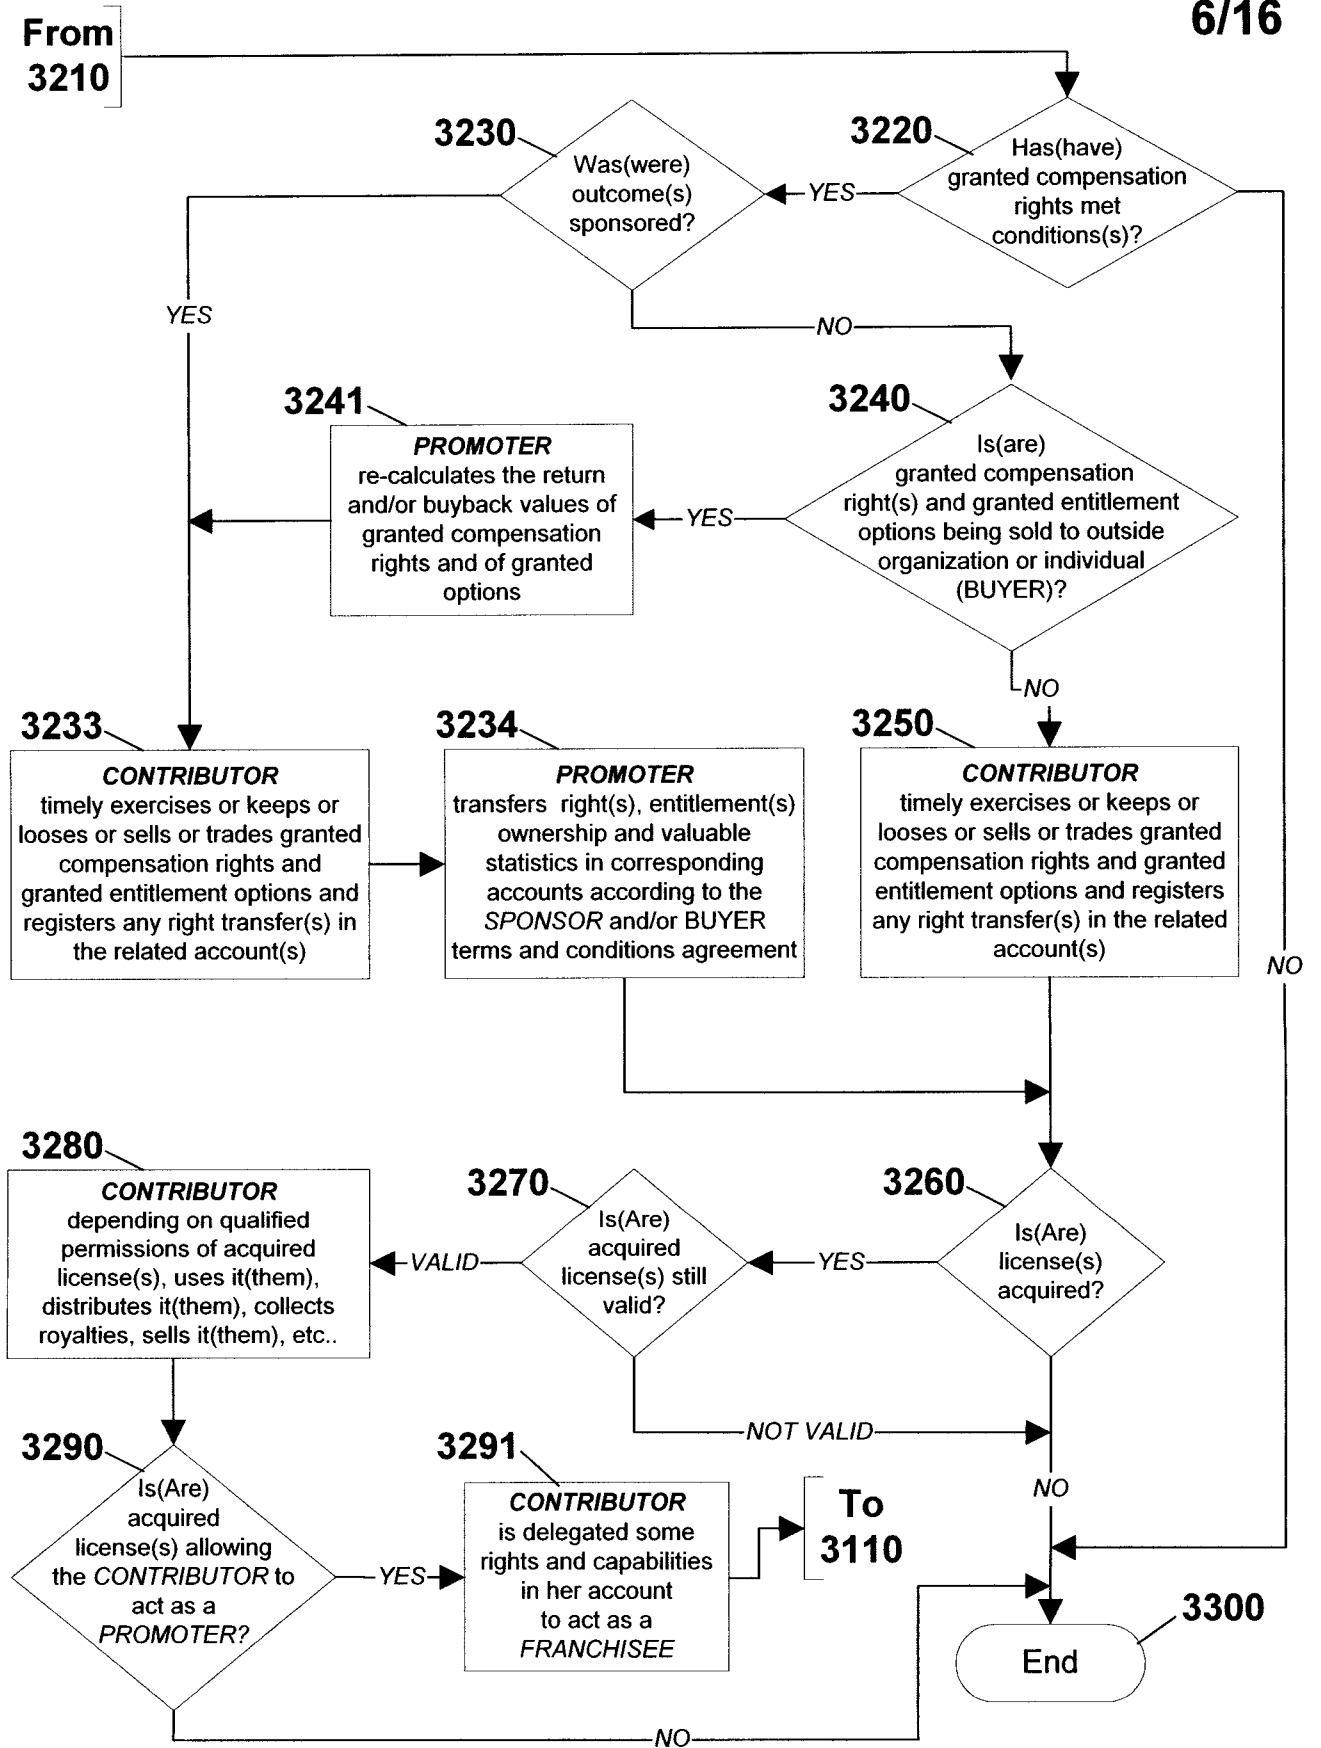 6/16
From
3210
3220
Has(have)
granted compensation
rights met
conditions(s)?
YES
3230
Was(were)
outcome(s)
sponsored?
YES
NO
3240
Is(are)
granted compensation
right(s) and granted entitlement
options being sold to outside
organization or individual
(BUYER)?
YES
3241
PROMOTER
re-calculates the return
and/or buyback values of
granted compensation
rights and of granted
options
NO
3233
CONTRIBUTOR
timely exercises or keeps or
looses or sells or trades granted
compensation rights and
granted entitlement options and
registers any right transfer(s) in
the related account(s)
3234
PROMOTER
transfers right(s), entitlement(s)
ownership and valuable
statistics in corresponding
accounts according to the
SPONSOR and/or BUYER
terms and conditions agreement
3250
CONTRIBUTOR
timely exercises or keeps or
looses or sells or trades granted
compensation rights and granted
entitlement options and registers
any right transfer(s) in the related
account(s)
NO
3260
Is(Are)
license(s)
acquired?
YES
3270
Is(Are)
acquired
license(s) still
valid?
VALID
3280
CONTRIBUTOR
depending on qualified
permissions of acquired
license(s), uses it(them),
distributes it(them), collects
royalties, sells it(them), etc..
NOT VALID
NO
3290
Is(Are)
acquired
license(s) allowing
the CONTRIBUTOR to
act as a
PROMOTER?
YES
3291
CONTRIBUTOR
is delegated some
rights and capabilities
in her account
to act as a
FRANCHISEE
To
3110
3300
End
NO